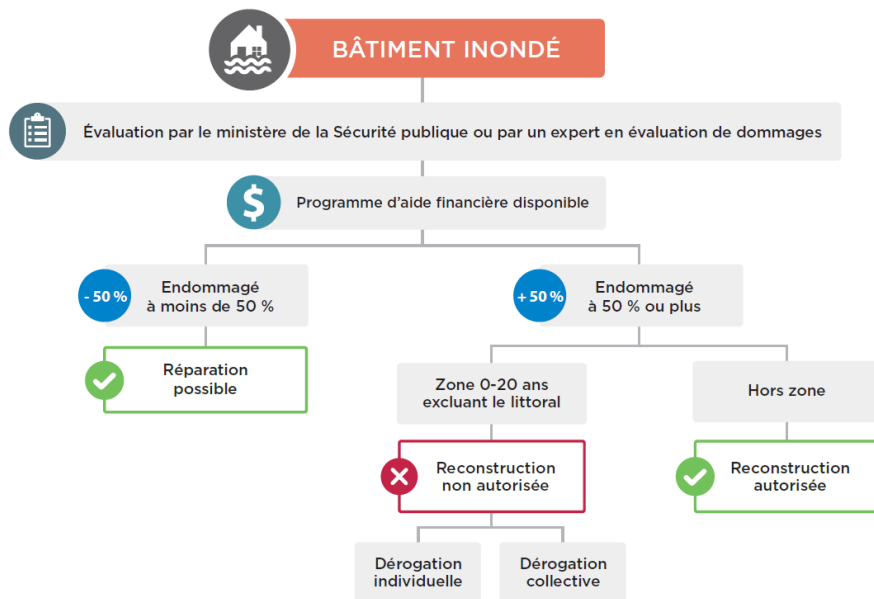 BÂTIMENT INONDÉ
Évaluation par le ministère de la Sécurité publique ou par un expert en évaluation de dommages
$
Programme d'aide financière disponible
- 50 %
Endommagé
à moins de 50 %
+ 50 %
Endommagé
à 50 % ou plus
Réparation
possible
Zone 0-20 ans
excluant le littoral
Hors zone
Reconstruction
non autorisée
Reconstruction
autorisée
Dérogation
individuelle
Dérogation
collective